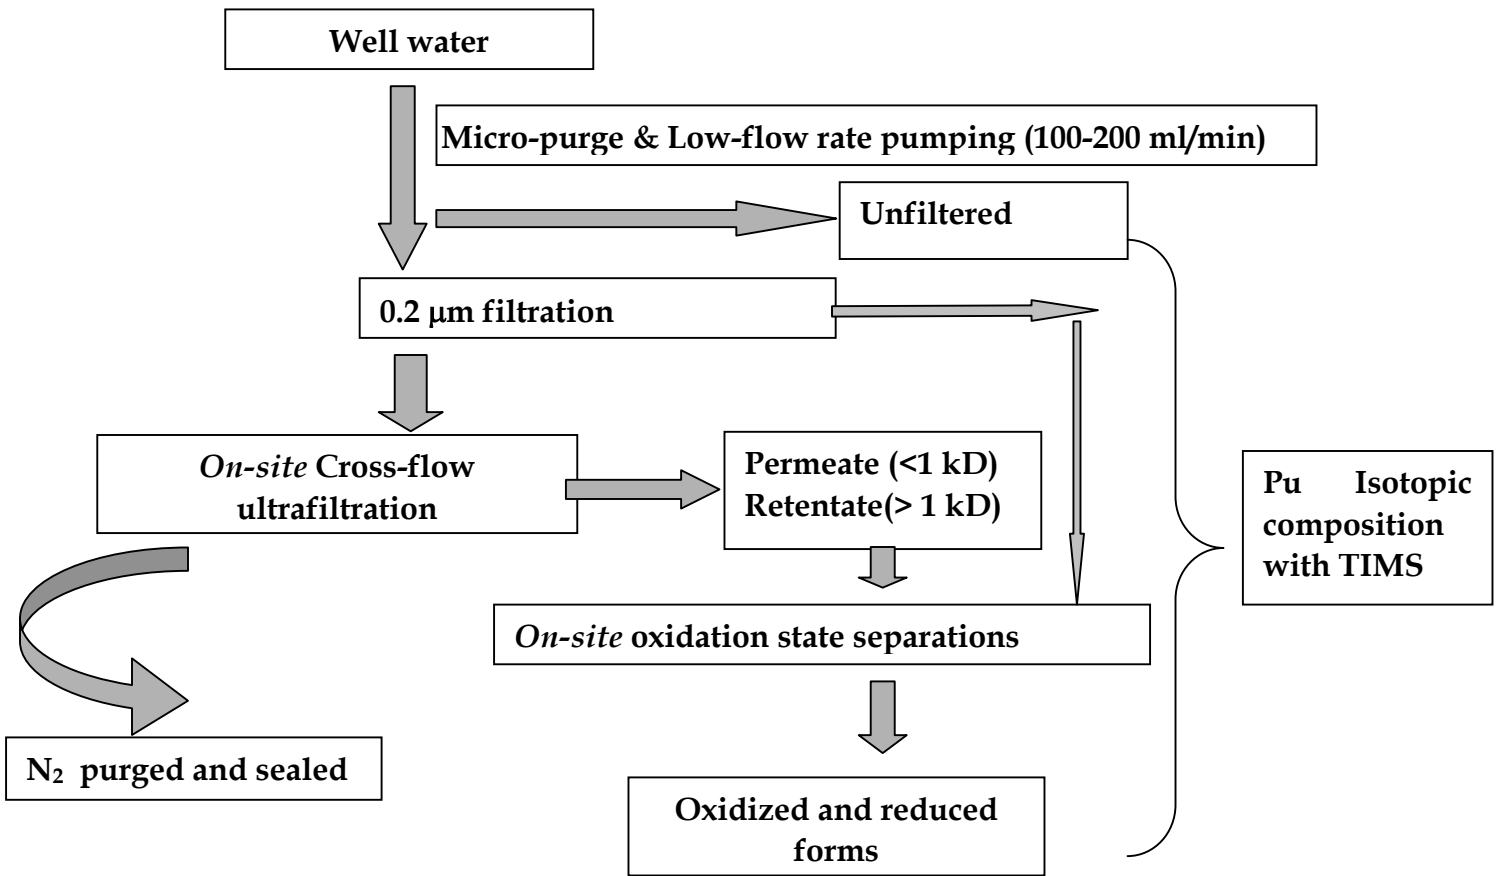 Well water
Micro-purge & Low-flow rate pumping (100-200 ml/min)
Unfiltered
0.2 μm filtration
On-site Cross-flow
ultrafiltration
Permeate (<1 kD)
Retentate(> 1 kD)
Pu Isotopic
composition
with TIMS
On-site oxidation state separations
N₂ purged and sealed
Oxidized and reduced
forms